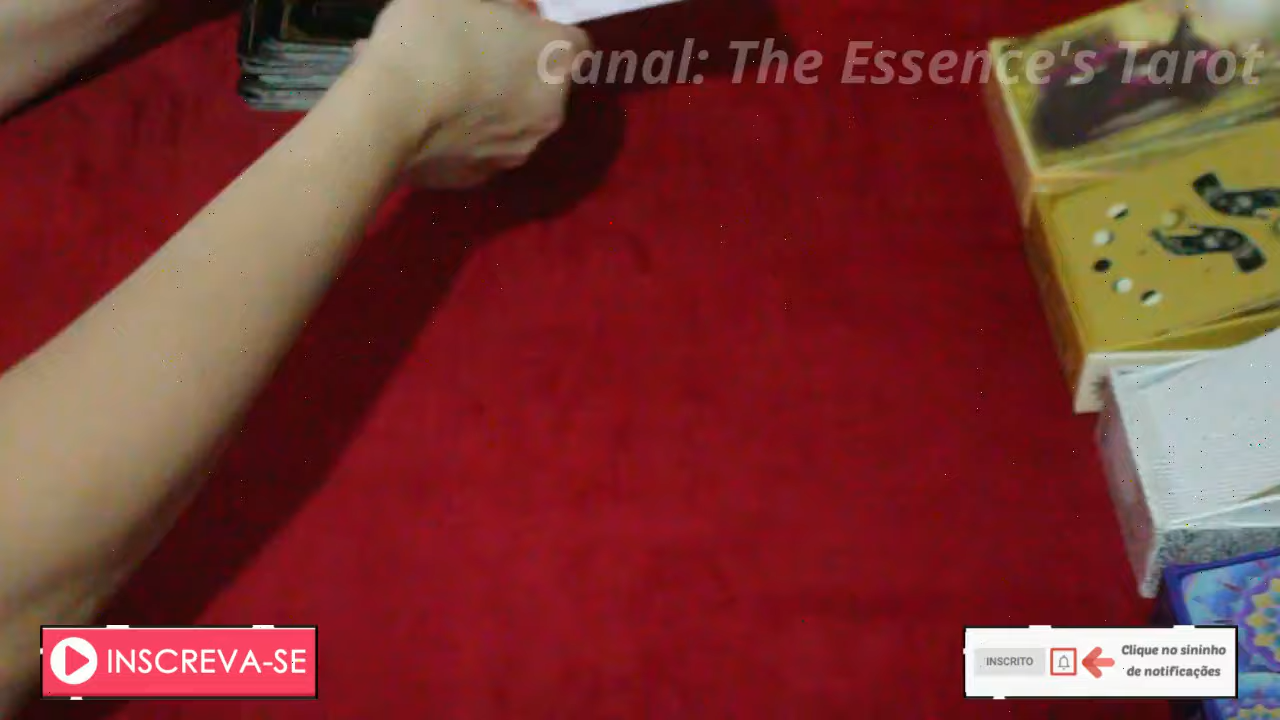 Canal: The Essence's Tarot
INSCREVA-SE
INSCRITO
Clique no sininho
de notificações